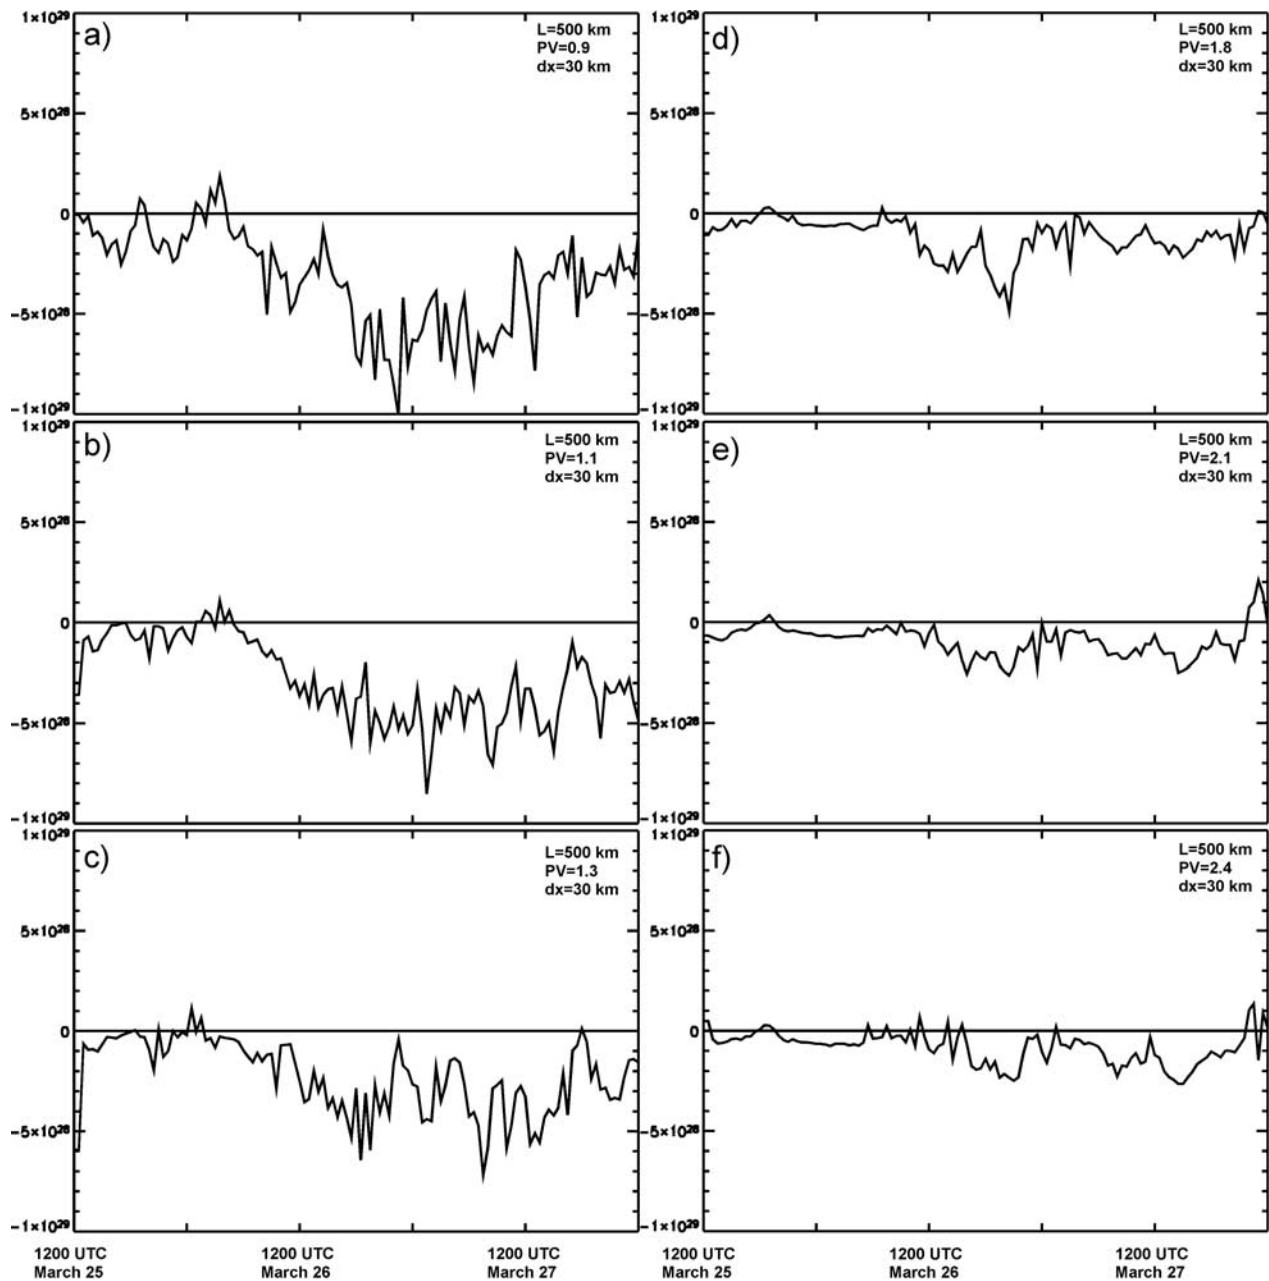 a)
L=500 km
PV=0.9
dx=30 km
1×10²⁹
5×10²⁸
0
−5×10²⁸
−1×10²⁹
b)
L=500 km
PV=1.1
dx=30 km
1×10²⁹
5×10²⁸
0
−5×10²⁸
−1×10²⁹
c)
L=500 km
PV=1.3
dx=30 km
1×10²⁹
5×10²⁸
0
−5×10²⁸
−1×10²⁹
1200 UTC
March 25
1200 UTC
March 26
1200 UTC
March 27
d)
L=500 km
PV=1.8
dx=30 km
1×10²⁹
5×10²⁸
0
−5×10²⁸
−1×10²⁹
e)
L=500 km
PV=2.1
dx=30 km
1×10²⁹
5×10²⁸
0
−5×10²⁸
−1×10²⁹
f)
L=500 km
PV=2.4
dx=30 km
1×10²⁹
5×10²⁸
0
−5×10²⁸
−1×10²⁹
1200 UTC
March 25
1200 UTC
March 26
1200 UTC
March 27